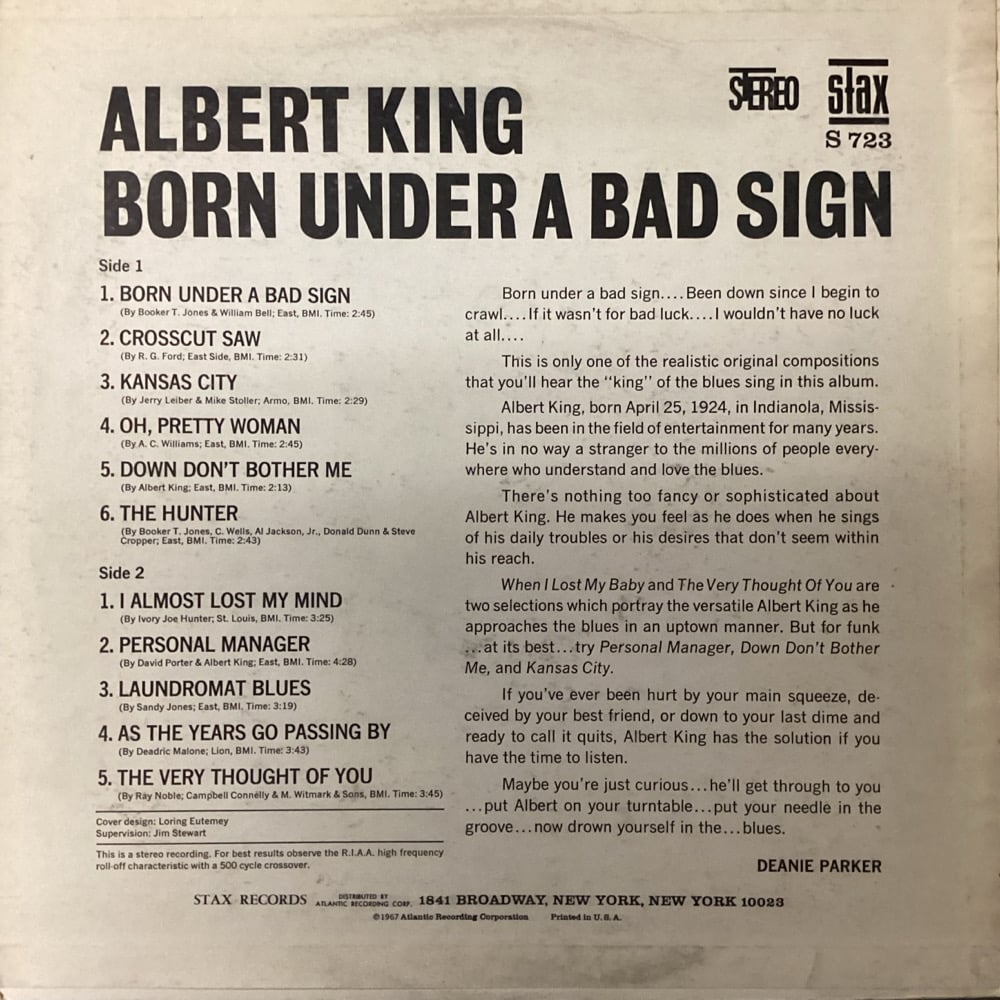 STEREO
stax
S 723
ALBERT KING
BORN UNDER A BAD SIGN
Side 1
1. BORN UNDER A BAD SIGN
(By Booker T. Jones & William Bell; East, BMI. Time: 2:45)
2. CROSSCUT SAW
(By R. G. Ford; East Side, BMI. Time: 2:31)
3. KANSAS CITY
(By Jerry Leiber & Mike Stoller; Armo, BMI. Time: 2:29)
4. OH, PRETTY WOMAN
(By A. C. Williams; East, BMI. Time: 2:45)
5. DOWN DON'T BOTHER ME
(By Albert King; East, BMI. Time: 2:13)
6. THE HUNTER
(By Booker T. Jones, C. Wells, Al Jackson, Jr., Donald Dunn & Steve
Cropper; East, BMI. Time: 2:43)
Side 2
1. I ALMOST LOST MY MIND
(By Ivory Joe Hunter; St. Louis, BMI. Time: 3:25)
2. PERSONAL MANAGER
(By David Porter & Albert King; East, BMI. Time: 4:28)
3. LAUNDROMAT BLUES
(By Sandy Jones; East, BMI. Time: 3:19)
4. AS THE YEARS GO PASSING BY
(By Deadric Malone; Lion, BMI. Time: 3:43)
5. THE VERY THOUGHT OF YOU
(By Ray Noble; Campbell Connelly & M. Witmark & Sons, BMI. Time: 3:45)
Cover design: Loring Eutemey
Supervision: Jim Stewart
This is a stereo recording. For best results observe the R.I.A.A. high frequency
roll-off characteristic with a 500 cycle crossover.
Born under a bad sign....Been down since I begin to
crawl....If it wasn't for bad luck....I wouldn't have no luck
at all....
This is only one of the realistic original compositions
that you'll hear the "king" of the blues sing in this album.
Albert King, born April 25, 1924, in Indianola, Missis-
sippi, has been in the field of entertainment for many years.
He's in no way a stranger to the millions of people every-
where who understand and love the blues.
There's nothing too fancy or sophisticated about
Albert King. He makes you feel as he does when he sings
of his daily troubles or his desires that don't seem within
his reach.
When I Lost My Baby and The Very Thought Of You are
two selections which portray the versatile Albert King as he
approaches the blues in an uptown manner. But for funk
...at its best...try Personal Manager, Down Don't Bother
Me, and Kansas City.
If you've ever been hurt by your main squeeze, de-
ceived by your best friend, or down to your last dime and
ready to call it quits, Albert King has the solution if you
have the time to listen.
Maybe you're just curious...he'll get through to you
...put Albert on your turntable...put your needle in the
groove...now drown yourself in the...blues.
DEANIE PARKER
STAX RECORDS DISTRIBUTED BY ATLANTIC RECORDING CORP. 1841 BROADWAY, NEW YORK, NEW YORK 10023
©1967 Atlantic Recording Corporation Printed in U.S.A.